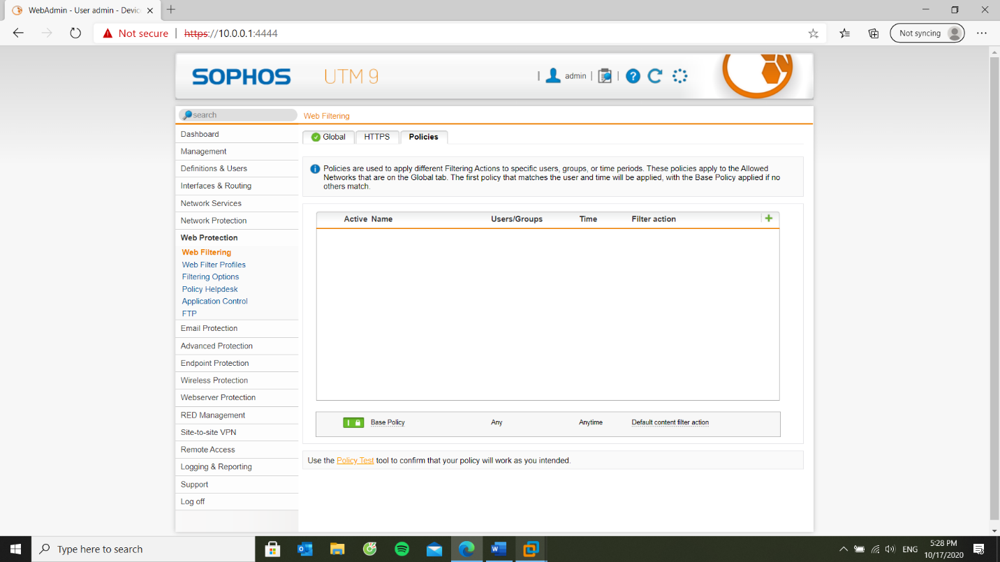 WebAdmin - User admin - Devic
Not secure | https://10.0.0.1:4444
Not syncing
SOPHOS UTM 9
| admin | |
search
Web Filtering
Dashboard
Management
Definitions & Users
Interfaces & Routing
Network Services
Network Protection
Web Protection
Web Filtering
Web Filter Profiles
Filtering Options
Policy Helpdesk
Application Control
FTP
Email Protection
Advanced Protection
Endpoint Protection
Wireless Protection
Webserver Protection
RED Management
Site-to-site VPN
Remote Access
Logging & Reporting
Support
Log off
Global HTTPS Policies
Policies are used to apply different Filtering Actions to specific users, groups, or time periods. These policies apply to the Allowed
Networks that are on the Global tab. The first policy that matches the user and time will be applied, with the Base Policy applied if no
others match.
Active Name Users/Groups Time Filter action
Base Policy Any Anytime Default content filter action
Use the Policy Test tool to confirm that your policy will work as you intended.
Type here to search
ENG
5:28 PM
10/17/2020